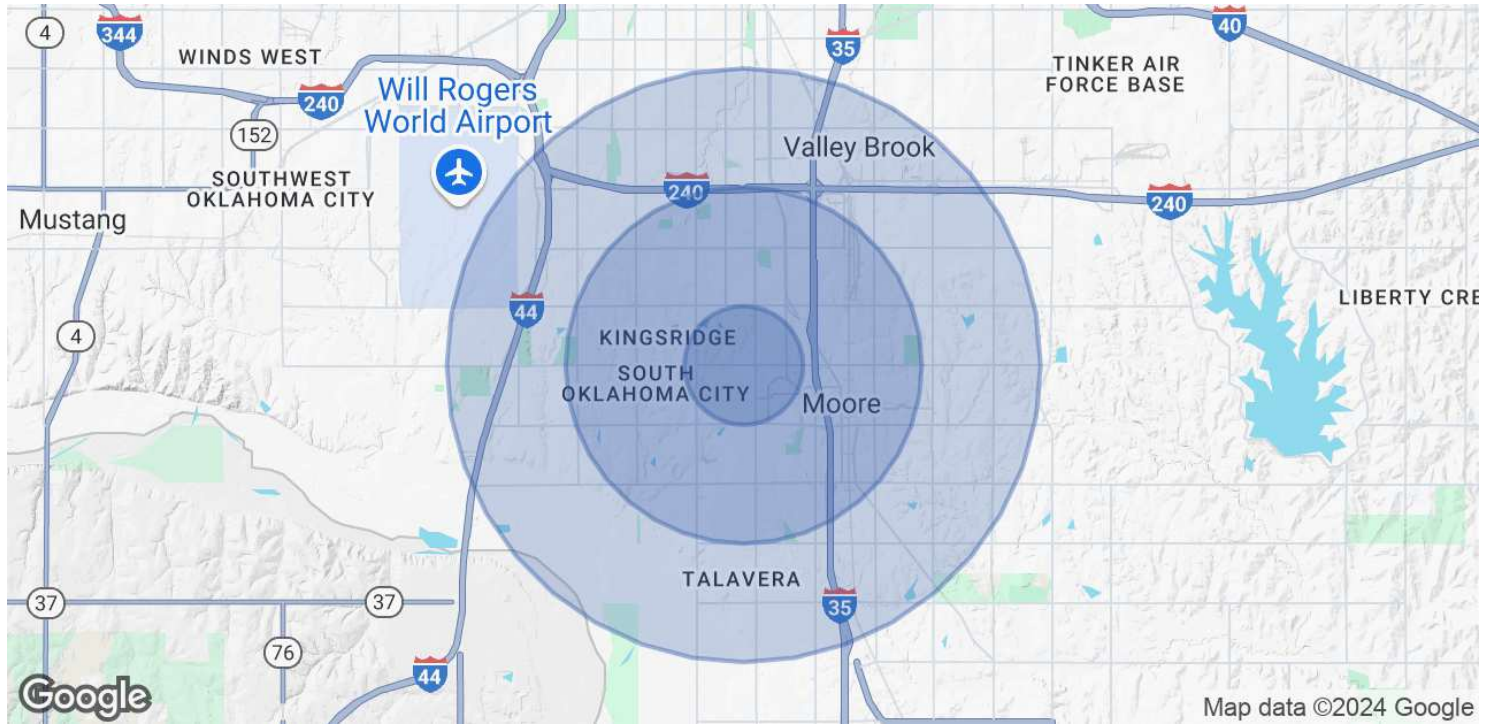 4
344
WINDS WEST
240
152
Will Rogers
World Airport
35
40
TINKER AIR
FORCE BASE
Valley Brook
SOUTHWEST
OKLAHOMA CITY
240
240
Mustang
44
LIBERTY CRE
4
KINGSRIDGE
SOUTH
OKLAHOMA CITY
Moore
TALAVERA
37
37
35
76
44
Google
Map data ©2024 Google